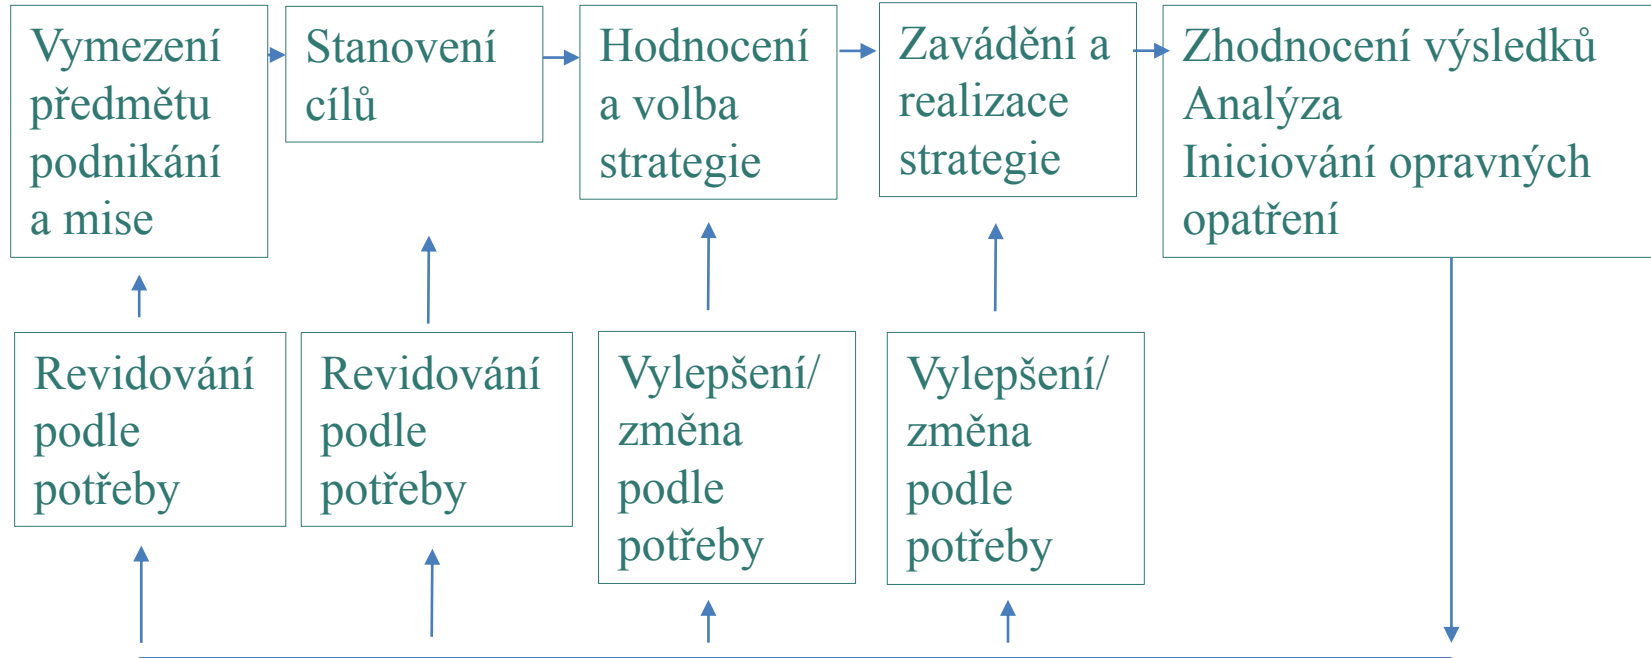 Vymezení
předmětu
podnikání
a mise
Stanovení
cílů
Hodnocení
a volba
strategie
Zavádění a
realizace
strategie
Zhodnocení výsledků
Analýza
Iniciování opravných
opatření
Revidování
podle
potřeby
Revidování
podle
potřeby
Vylepšení/
změna
podle
potřeby
Vylepšení/
změna
podle
potřeby